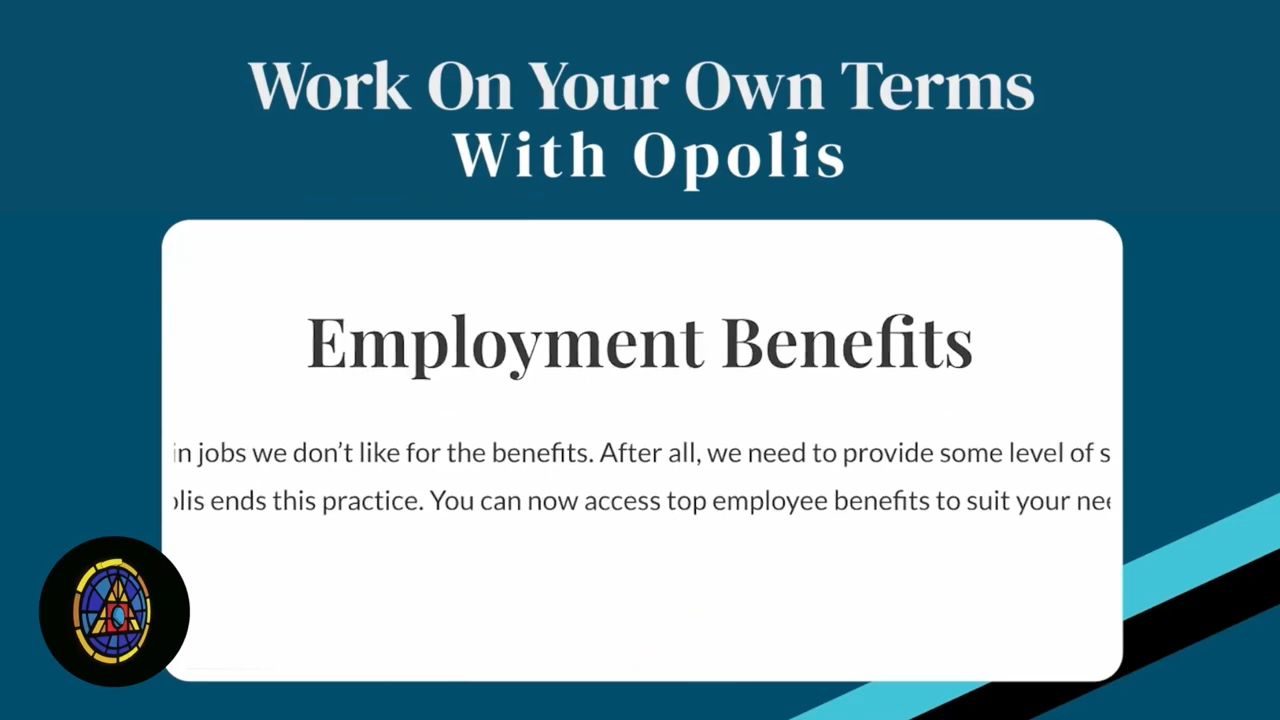 Work On Your Own Terms
With Opolis
Employment Benefits
in jobs we don’t like for the benefits. After all, we need to provide some level of s
olis ends this practice. You can now access top employee benefits to suit your nee